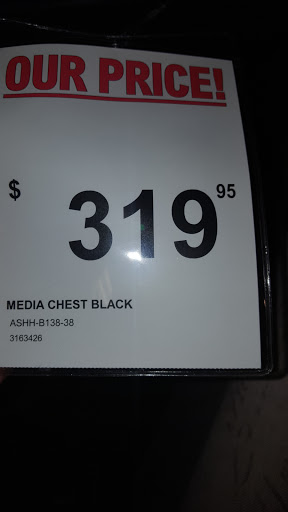 OUR PRICE!
$ 319 95
MEDIA CHEST BLACK
ASHH-B138-38
3163426